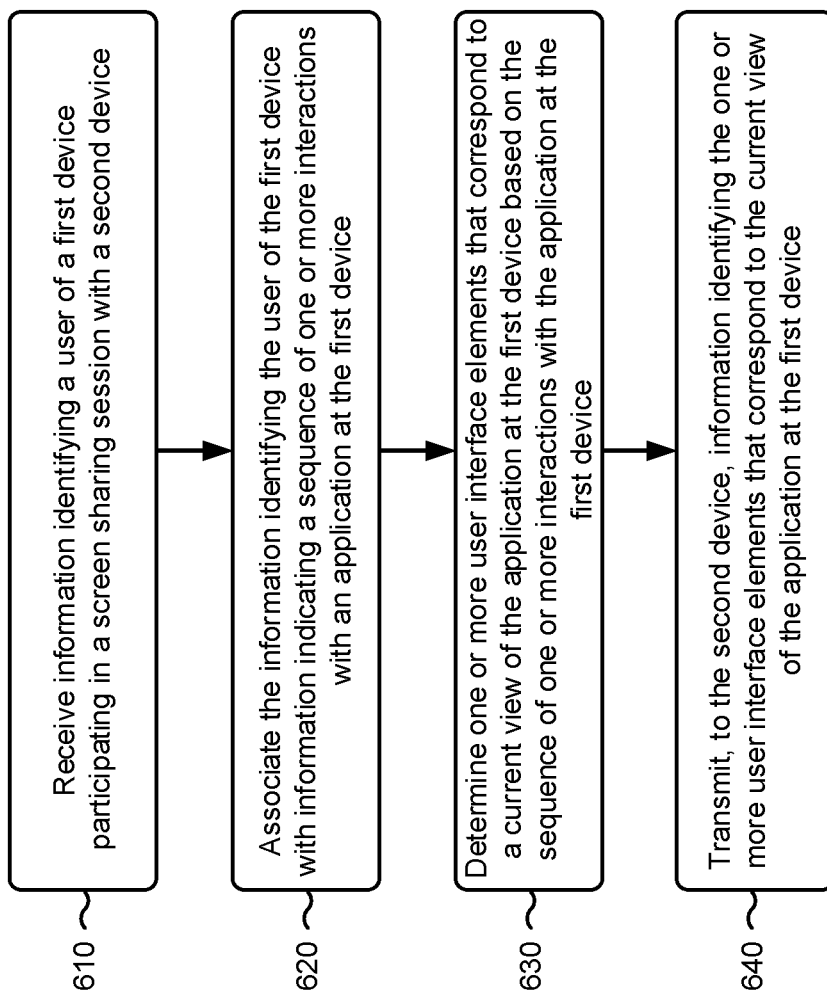 610
Receive information identifying a user of a first device
participating in a screen sharing session with a second device
620
Associate the information identifying the user of the first device
with information indicating a sequence of one or more interactions
with an application at the first device
630
Determine one or more user interface elements that correspond to
a current view of the application at the first device based on the
sequence of one or more interactions with the application at the
first device
640
Transmit, to the second device, information identifying the one or
more user interface elements that correspond to the current view
of the application at the first device